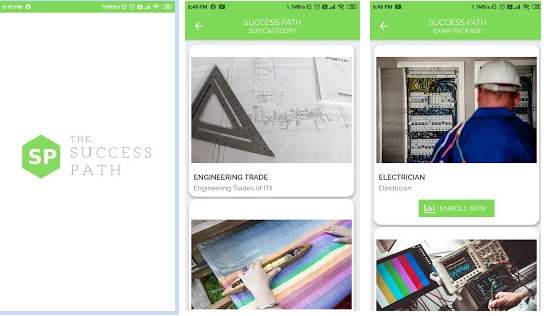 6:45 PM
700KB/s
SP
THE
SUCCESS
PATH
6:49 PM
1.1MB/s
SUCCESS PATH
SUB CATEGORY
ENGINEERING TRADE
Engineering Trades of ITI
6:49 PM
1.1MB/s
SUCCESS PATH
EXAM PACKAGE
ELECTRICIAN
Electrician
ENROLL NOW